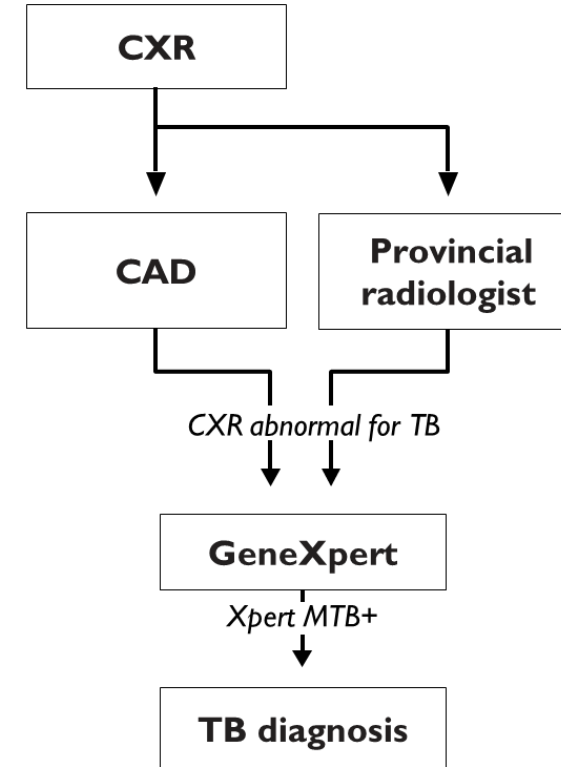 CXR
CAD
Provincial
radiologist
CXR abnormal for TB
GeneXpert
Xpert MTB+
TB diagnosis